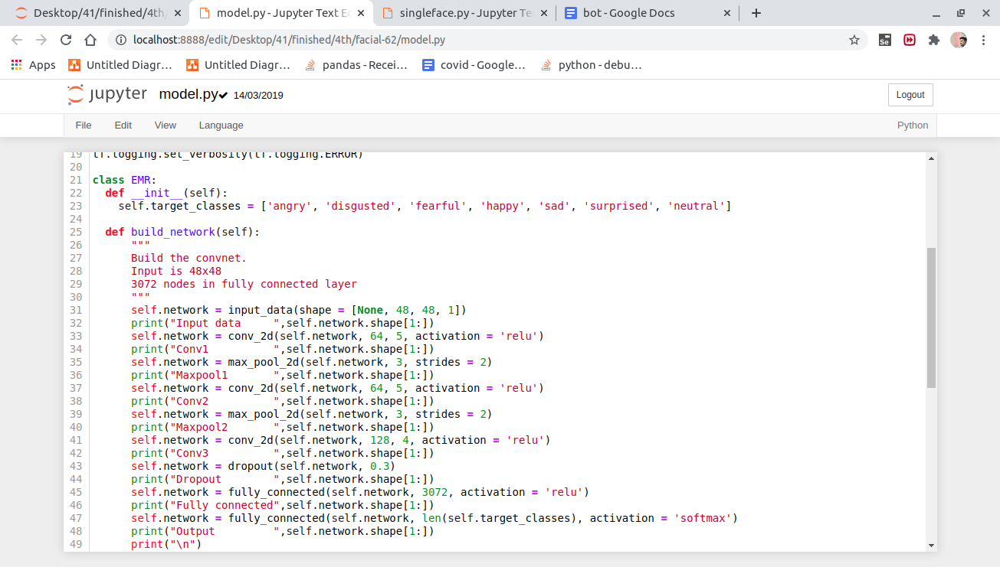 Desktop/41/finished/4th/ × model.py - Jupyter Text Ed × singleface.py - Jupyter Te × bot - Google Docs × +
localhost:8888/edit/Desktop/41/finished/4th/facial-62/model.py
Apps Untitled Diagr… Untitled Diagr… pandas - Recei… covid - Google… python - debu…
jupyter model.py 14/03/2019 Logout
File Edit View Language Python
19 tf.logging.set_verbosity(tf.logging.ERROR)
20
21 class EMR:
22   def __init__(self):
23     self.target_classes = ['angry', 'disgusted', 'fearful', 'happy', 'sad', 'surprised', 'neutral']
24
25   def build_network(self):
26       """
27       Build the convnet.
28       Input is 48x48
29       3072 nodes in fully connected layer
30       """
31       self.network = input_data(shape = [None, 48, 48, 1])
32       print("Input data     ",self.network.shape[1:])
33       self.network = conv_2d(self.network, 64, 5, activation = 'relu')
34       print("Conv1          ",self.network.shape[1:])
35       self.network = max_pool_2d(self.network, 3, strides = 2)
36       print("Maxpool1       ",self.network.shape[1:])
37       self.network = conv_2d(self.network, 64, 5, activation = 'relu')
38       print("Conv2          ",self.network.shape[1:])
39       self.network = max_pool_2d(self.network, 3, strides = 2)
40       print("Maxpool2       ",self.network.shape[1:])
41       self.network = conv_2d(self.network, 128, 4, activation = 'relu')
42       print("Conv3          ",self.network.shape[1:])
43       self.network = dropout(self.network, 0.3)
44       print("Dropout        ",self.network.shape[1:])
45       self.network = fully_connected(self.network, 3072, activation = 'relu')
46       print("Fully connected",self.network.shape[1:])
47       self.network = fully_connected(self.network, len(self.target_classes), activation = 'softmax')
48       print("Output         ",self.network.shape[1:])
49       print("\n")